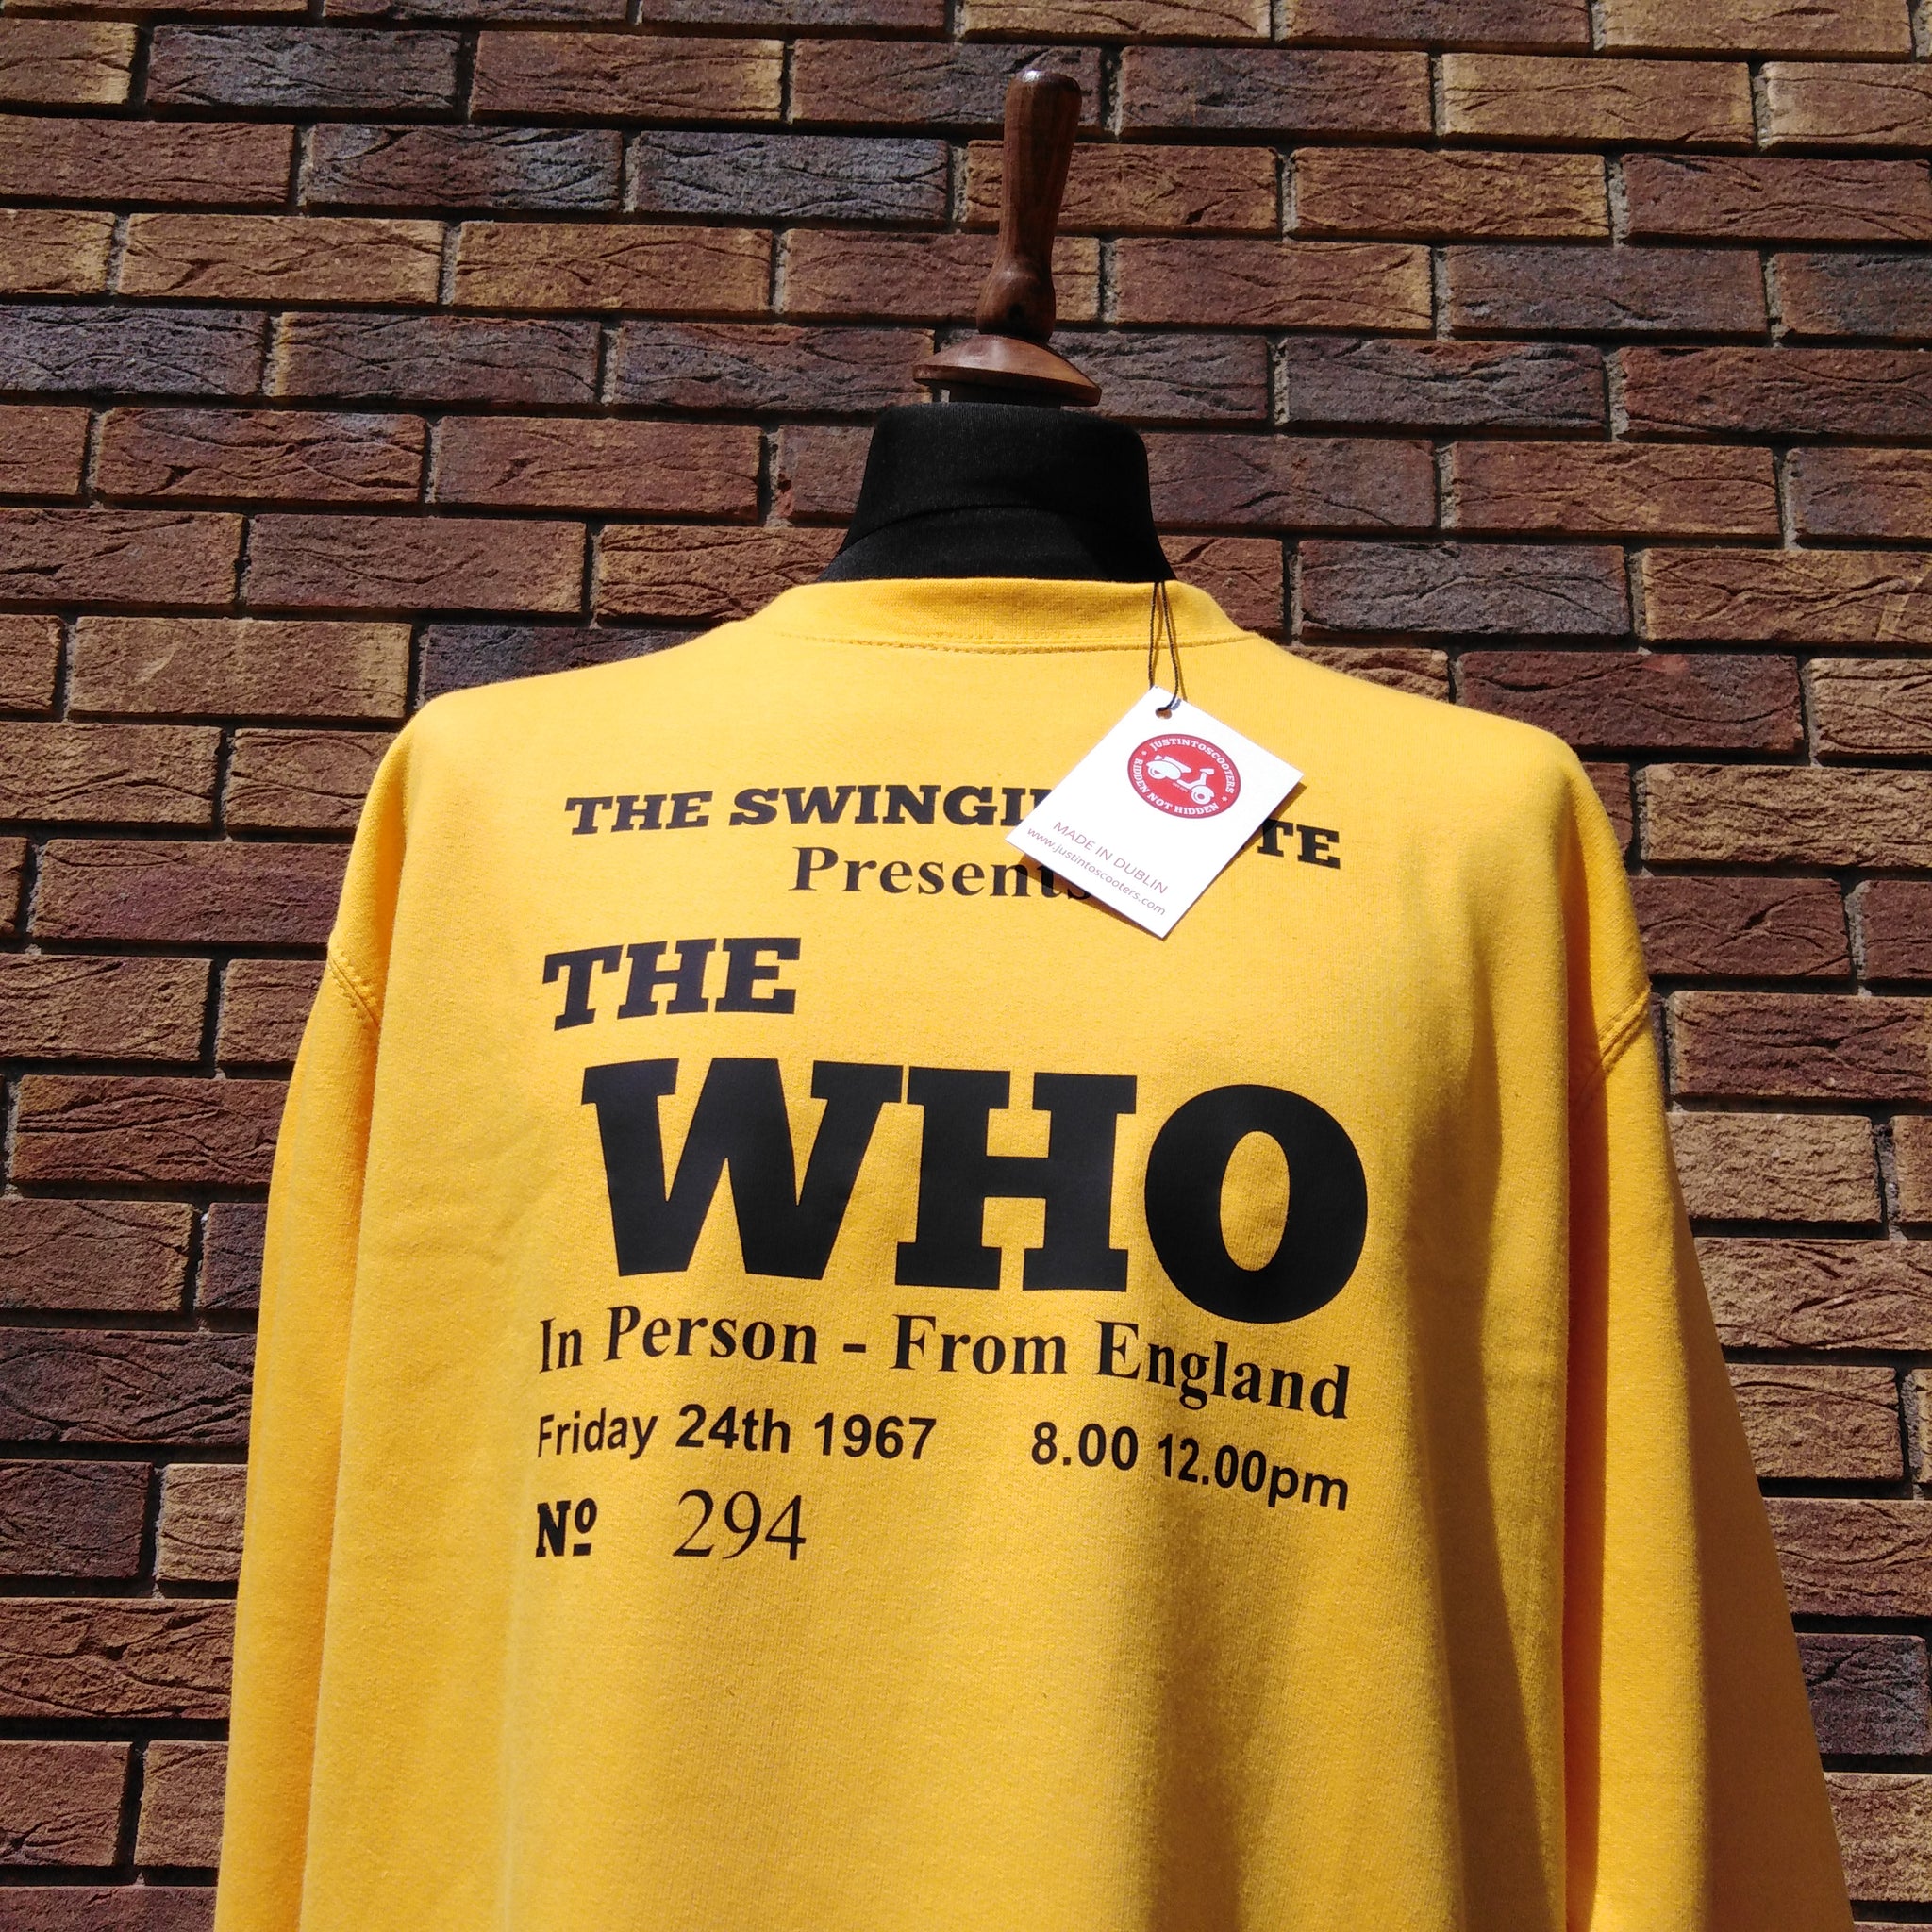 THE SWINGI TE
Presents
THE
WHO
In Person - From England
Friday 24th 1967 8.00 12.00pm
Nº 294
JUSTINTOSCOOTERS
RIDDEN NOT HIDDEN
MADE IN DUBLIN
www.justintoscooters.com